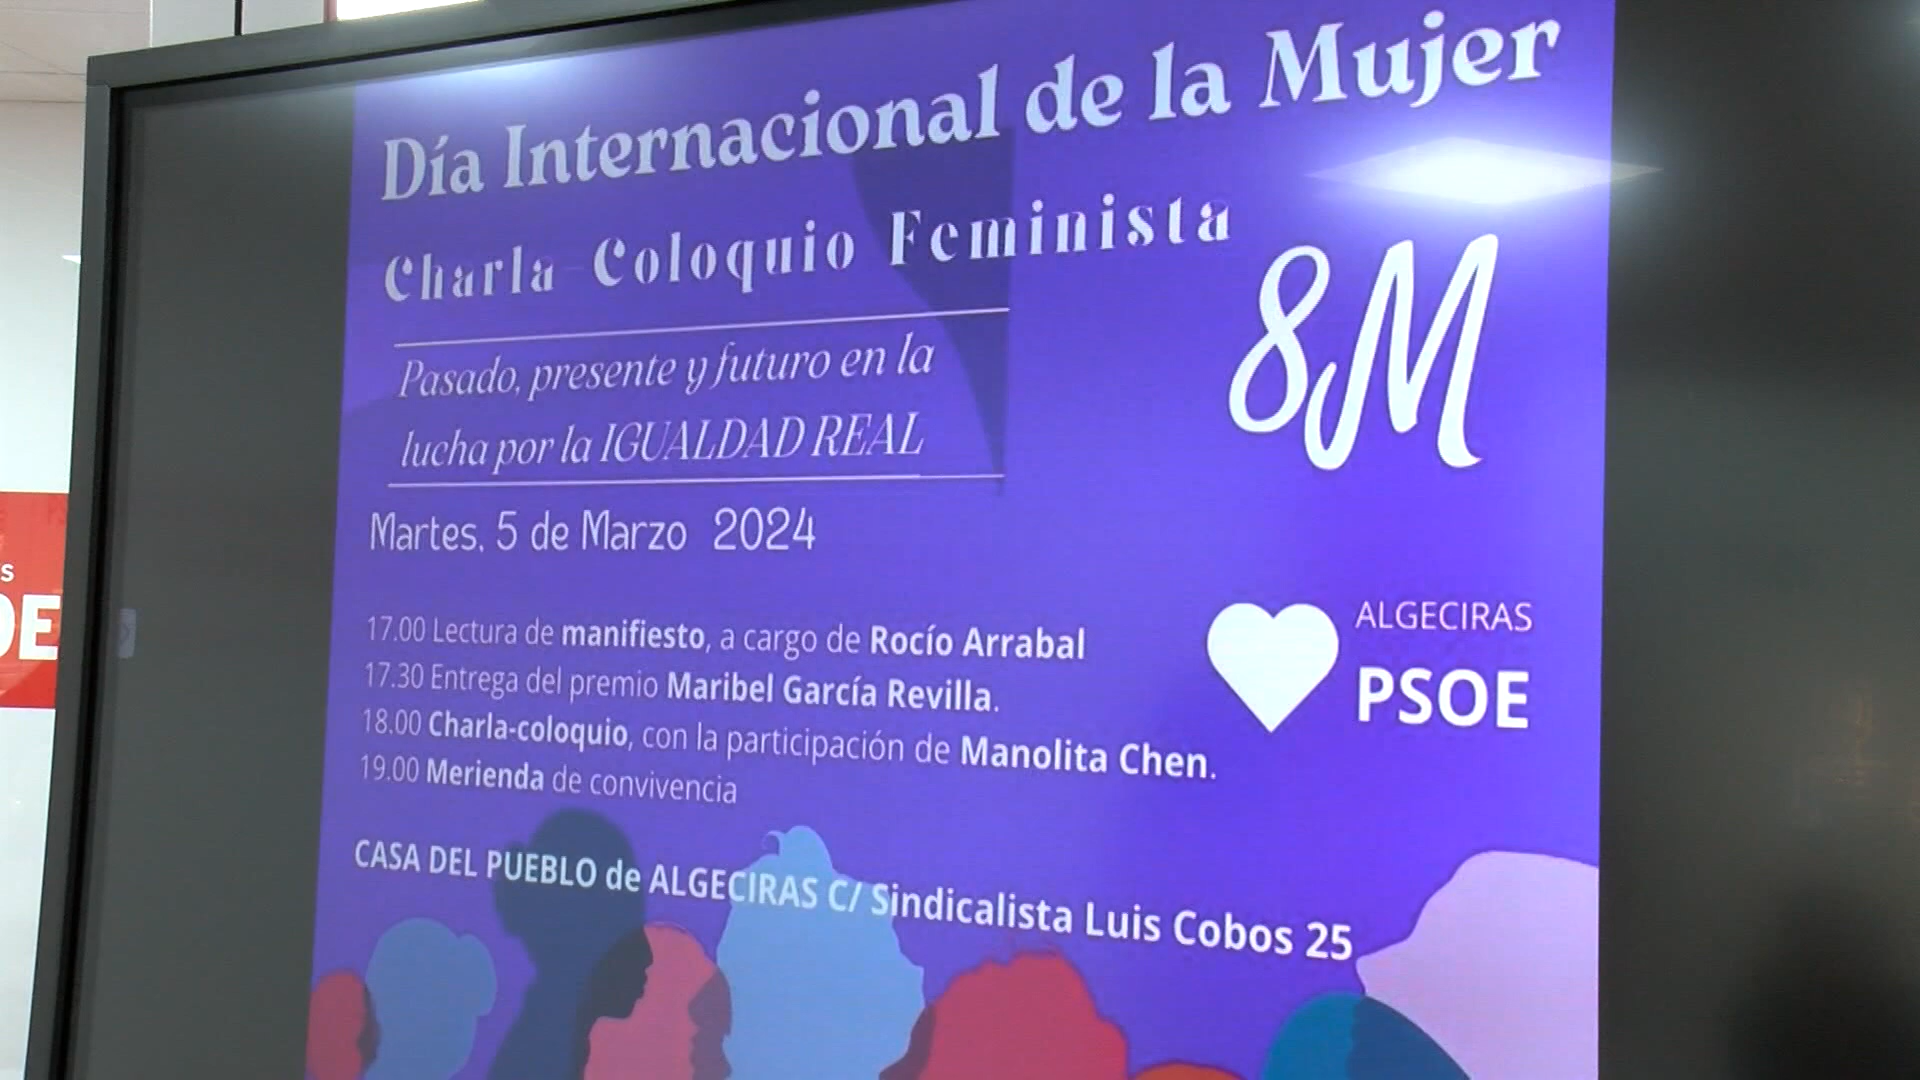 Día Internacional de la Mujer
Charla Coloquio Feminista
8M
Pasado, presente y futuro en la
lucha por la IGUALDAD REAL
Martes, 5 de Marzo 2024
17.00 Lectura de manifiesto, a cargo de Rocío Arrabal
17.30 Entrega del premio Maribel García Revilla.
18.00 Charla-coloquio, con la participación de Manolita Chen.
19.00 Merienda de convivencia
ALGECIRAS
PSOE
CASA DEL PUEBLO de ALGECIRAS C/ Sindicalista Luis Cobos 25